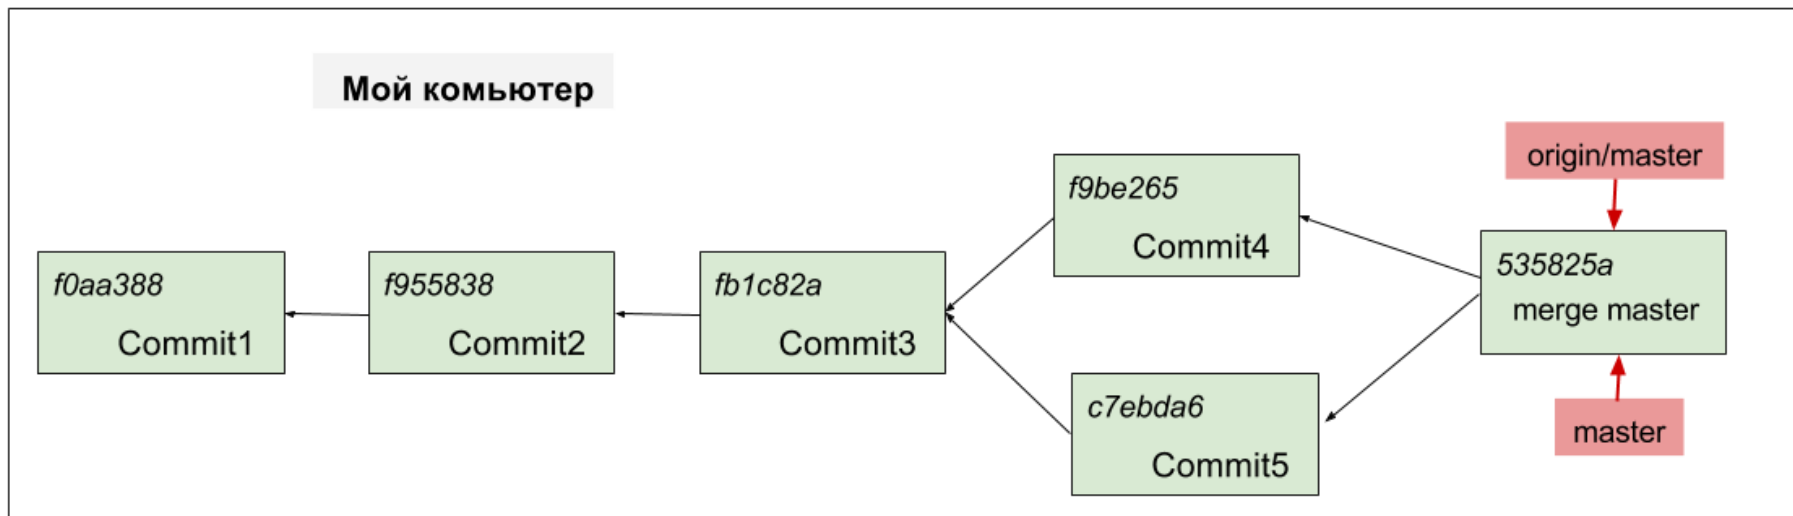 Мой комьютер
origin/master
f9be265
Commit4
f0aa388
Commit1
f955838
Commit2
fb1c82a
Commit3
535825a
merge master
c7ebda6
Commit5
master